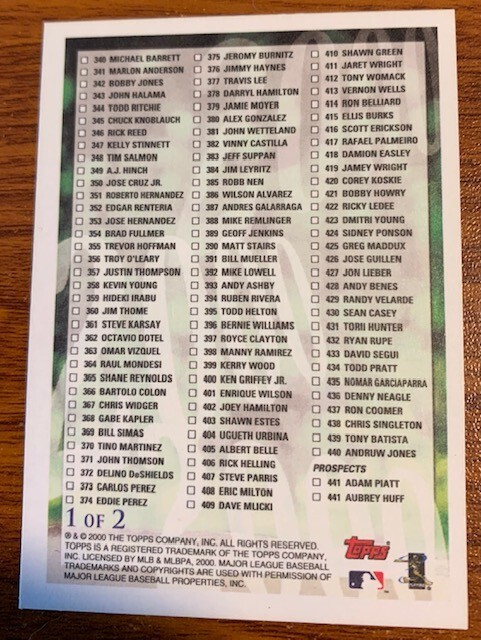 340 MICHAEL BARRETT
341 MARLON ANDERSON
342 BOBBY JONES
343 JOHN HALAMA
344 TODD RITCHIE
345 CHUCK KNOBLAUCH
346 RICK REED
347 KELLY STINNETT
348 TIM SALMON
349 A.J. HINCH
350 JOSE CRUZ JR.
351 ROBERTO HERNANDEZ
352 EDGAR RENTERIA
353 JOSE HERNANDEZ
354 BRAD FULLMER
355 TREVOR HOFFMAN
356 TROY O'LEARY
357 JUSTIN THOMPSON
358 KEVIN YOUNG
359 HIDEKI IRABU
360 JIM THOME
361 STEVE KARSAY
362 OCTAVIO DOTEL
363 OMAR VIZQUEL
364 RAUL MONDESI
365 SHANE REYNOLDS
366 BARTOLO COLON
367 CHRIS WIDGER
368 GABE KAPLER
369 BILL SIMAS
370 TINO MARTINEZ
371 JOHN THOMSON
372 DELINO DeSHIELDS
373 CARLOS PEREZ
374 EDDIE PEREZ
375 JEROMY BURNITZ
376 JIMMY HAYNES
377 TRAVIS LEE
378 DARRYL HAMILTON
379 JAMIE MOYER
380 ALEX GONZALEZ
381 JOHN WETTELAND
382 VINNY CASTILLA
383 JEFF SUPPAN
384 JIM LEYRITZ
385 ROBB NEN
386 WILSON ALVAREZ
387 ANDRES GALARRAGA
388 MIKE REMLINGER
389 GEOFF JENKINS
390 MATT STAIRS
391 BILL MUELLER
392 MIKE LOWELL
393 ANDY ASHBY
394 RUBEN RIVERA
395 TODD HELTON
396 BERNIE WILLIAMS
397 ROYCE CLAYTON
398 MANNY RAMIREZ
399 KERRY WOOD
400 KEN GRIFFEY JR.
401 ENRIQUE WILSON
402 JOEY HAMILTON
403 SHAWN ESTES
404 UGUETH URBINA
405 ALBERT BELLE
406 RICK HELLING
407 STEVE PARRIS
408 ERIC MILTON
409 DAVE MLICKI
410 SHAWN GREEN
411 JARET WRIGHT
412 TONY WOMACK
413 VERNON WELLS
414 RON BELLIARD
415 ELLIS BURKS
416 SCOTT ERICKSON
417 RAFAEL PALMEIRO
418 DAMION EASLEY
419 JAMEY WRIGHT
420 COREY KOSKIE
421 BOBBY HOWRY
422 RICKY LEDEE
423 DMITRI YOUNG
424 SIDNEY PONSON
425 GREG MADDUX
426 JOSE GUILLEN
427 JON LIEBER
428 ANDY BENES
429 RANDY VELARDE
430 SEAN CASEY
431 TORII HUNTER
432 RYAN RUPE
433 DAVID SEGUI
434 TODD PRATT
435 NOMAR GARCIAPARRA
436 DENNY NEAGLE
437 RON COOMER
438 CHRIS SINGLETON
439 TONY BATISTA
440 ANDRUW JONES
PROSPECTS
441 ADAM PIATT
441 AUBREY HUFF
1 OF 2
® & © 2000 THE TOPPS COMPANY, INC. ALL RIGHTS RESERVED.
TOPPS IS A REGISTERED TRADEMARK OF THE TOPPS COMPANY,
INC. LICENSED BY MLB & MLBPA, 2000. MAJOR LEAGUE BASEBALL
TRADEMARKS AND COPYRIGHTS ARE USED WITH PERMISSION OF
MAJOR LEAGUE BASEBALL PROPERTIES, INC.
TOPPS